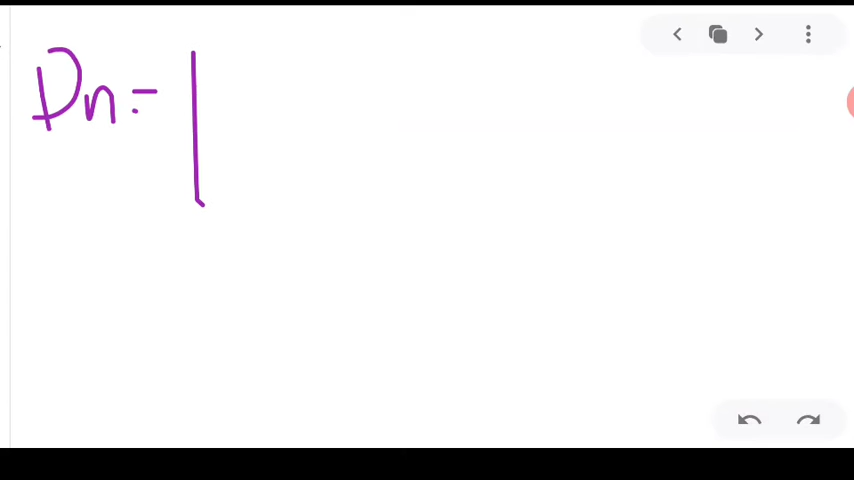 Dn = |